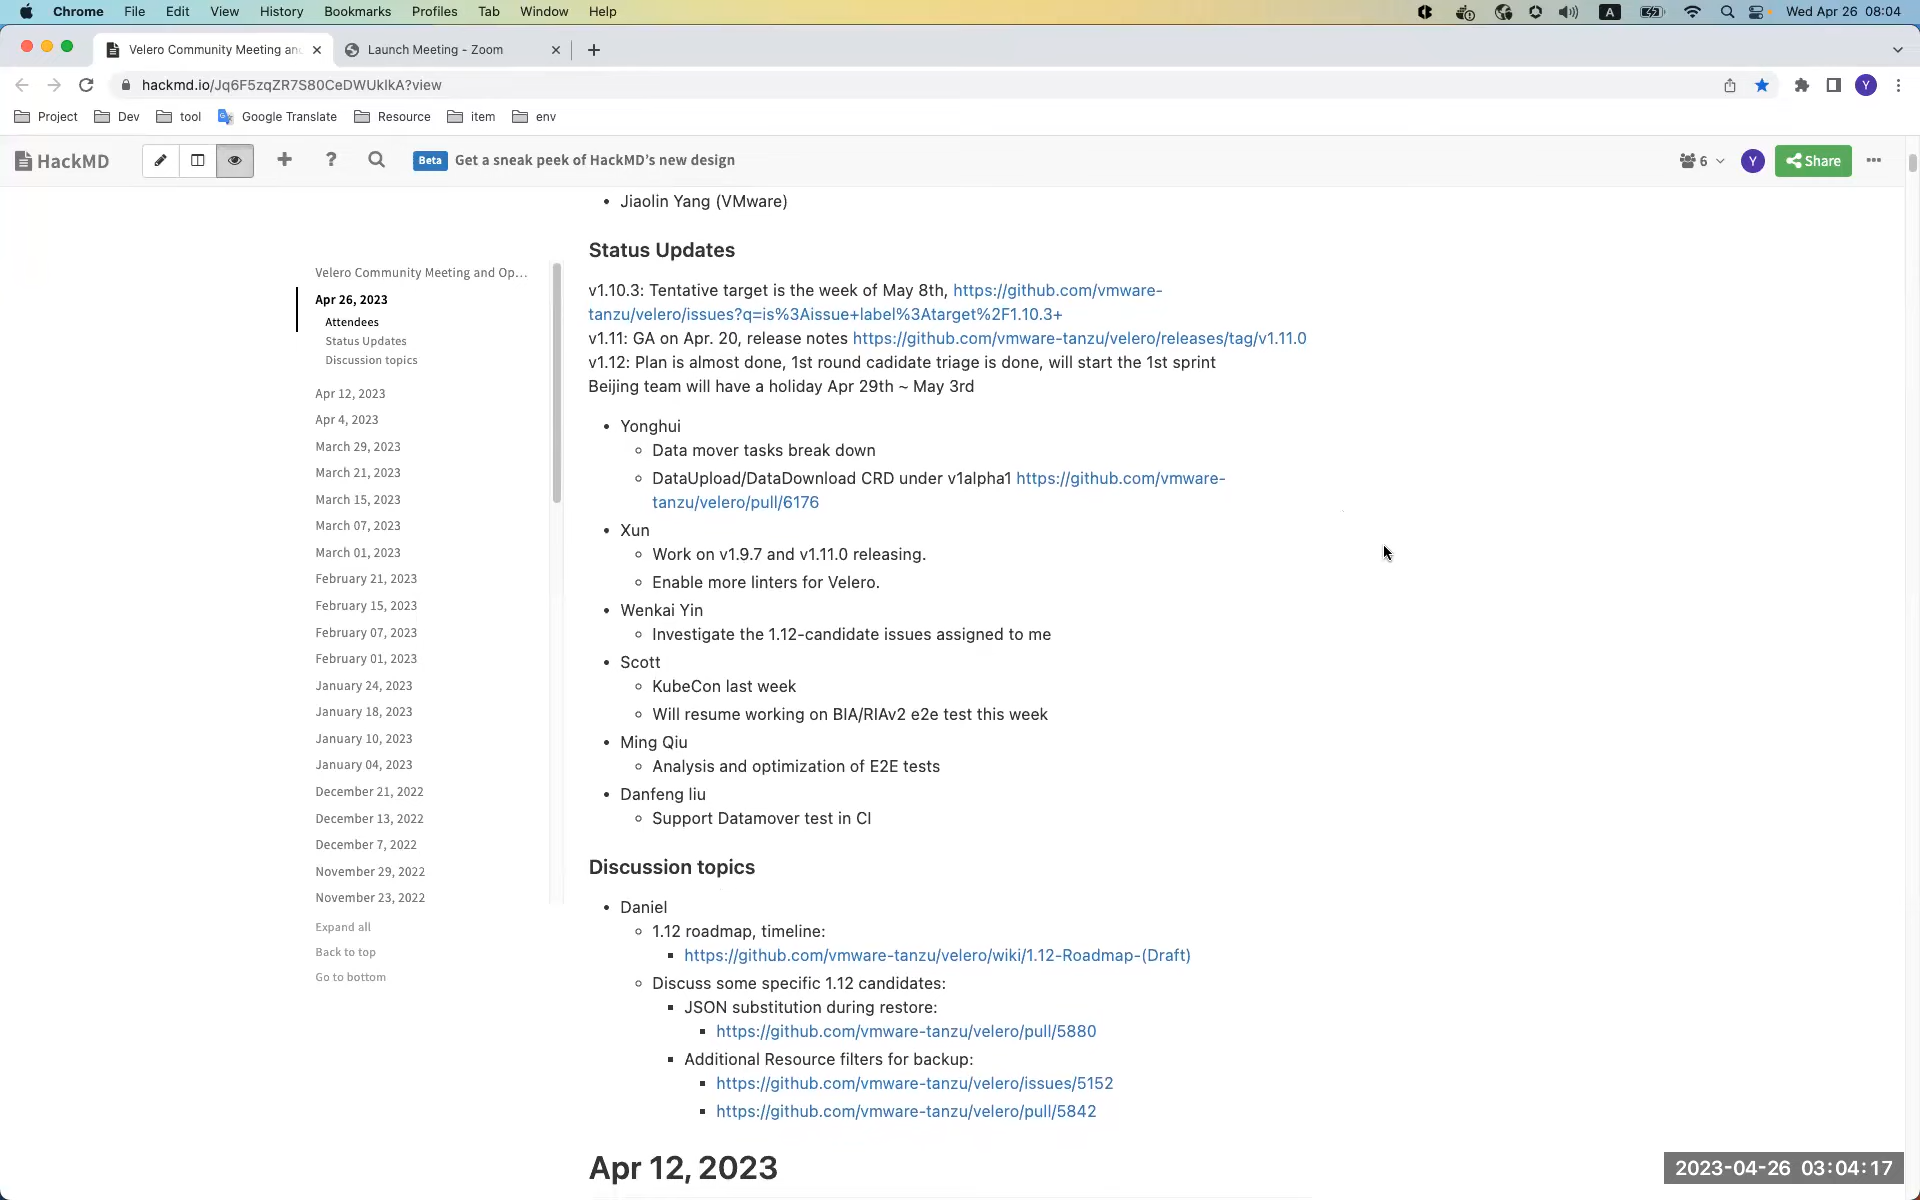 Chrome File Edit View History Bookmarks Profiles Tab Window Help A Wed Apr 26 08:04
Velero Community Meeting an Launch Meeting - Zoom
hackmd.io/Jq6F5zqZR7S80CeDWUklkA?view Y
Project Dev tool Google Translate Resource item env
HackMD Beta Get a sneak peek of HackMD's new design 6 Y Share
Velero Community Meeting and Op...
Apr 26, 2023
Attendees
Status Updates
Discussion topics
Apr 12, 2023
Apr 4, 2023
March 29, 2023
March 21, 2023
March 15, 2023
March 07, 2023
March 01, 2023
February 21, 2023
February 15, 2023
February 07, 2023
February 01, 2023
January 24, 2023
January 18, 2023
January 10, 2023
January 04, 2023
December 21, 2022
December 13, 2022
December 7, 2022
November 29, 2022
November 23, 2022
Expand all
Back to top
Go to bottom
• Jiaolin Yang (VMware)
Status Updates
v1.10.3: Tentative target is the week of May 8th, https://github.com/vmware-
tanzu/velero/issues?q=is%3Aissue+label%3Atarget%2F1.10.3+
v1.11: GA on Apr. 20, release notes https://github.com/vmware-tanzu/velero/releases/tag/v1.11.0
v1.12: Plan is almost done, 1st round cadidate triage is done, will start the 1st sprint
Beijing team will have a holiday Apr 29th ~ May 3rd
• Yonghui
◦ Data mover tasks break down
◦ DataUpload/DataDownload CRD under v1alpha1 https://github.com/vmware-
tanzu/velero/pull/6176
• Xun
◦ Work on v1.9.7 and v1.11.0 releasing.
◦ Enable more linters for Velero.
• Wenkai Yin
◦ Investigate the 1.12-candidate issues assigned to me
• Scott
◦ KubeCon last week
◦ Will resume working on BIA/RIAv2 e2e test this week
• Ming Qiu
◦ Analysis and optimization of E2E tests
• Danfeng liu
◦ Support Datamover test in CI
Discussion topics
• Daniel
◦ 1.12 roadmap, timeline:
▪ https://github.com/vmware-tanzu/velero/wiki/1.12-Roadmap-(Draft)
◦ Discuss some specific 1.12 candidates:
▪ JSON substitution during restore:
▪ https://github.com/vmware-tanzu/velero/pull/5880
▪ Additional Resource filters for backup:
▪ https://github.com/vmware-tanzu/velero/issues/5152
▪ https://github.com/vmware-tanzu/velero/pull/5842
Apr 12, 2023
2023-04-26 03:04:17